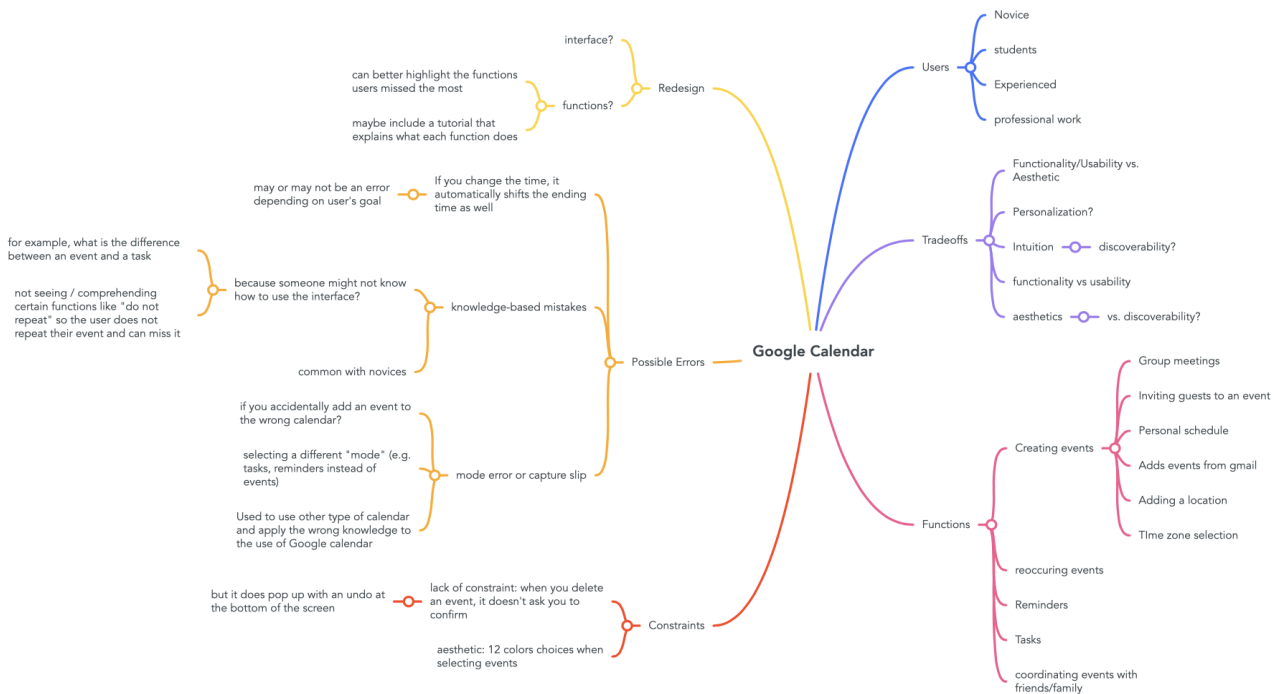 Google Calendar
Redesign
interface?
functions?
can better highlight the functions
users missed the most
maybe include a tutorial that
explains what each function does
Possible Errors
If you change the time, it
automatically shifts the ending
time as well
may or may not be an error
depending on user's goal
knowledge-based mistakes
because someone might not know
how to use the interface?
for example, what is the difference
between an event and a task
not seeing / comprehending
certain functions like "do not
repeat" so the user does not
repeat their event and can miss it
common with novices
mode error or capture slip
if you accidentally add an event to
the wrong calendar?
selecting a different "mode" (e.g.
tasks, reminders instead of
events)
Used to use other type of calendar
and apply the wrong knowledge to
the use of Google calendar
Constraints
lack of constraint: when you delete
an event, it doesn't ask you to
confirm
but it does pop up with an undo at
the bottom of the screen
aesthetic: 12 colors choices when
selecting events
Users
Novice
students
Experienced
professional work
Tradeoffs
Functionality/Usability vs.
Aesthetic
Personalization?
Intuition
discoverability?
functionality vs usability
aesthetics
vs. discoverability?
Functions
Creating events
Group meetings
Inviting guests to an event
Personal schedule
Adds events from gmail
Adding a location
TIme zone selection
reoccuring events
Reminders
Tasks
coordinating events with
friends/family